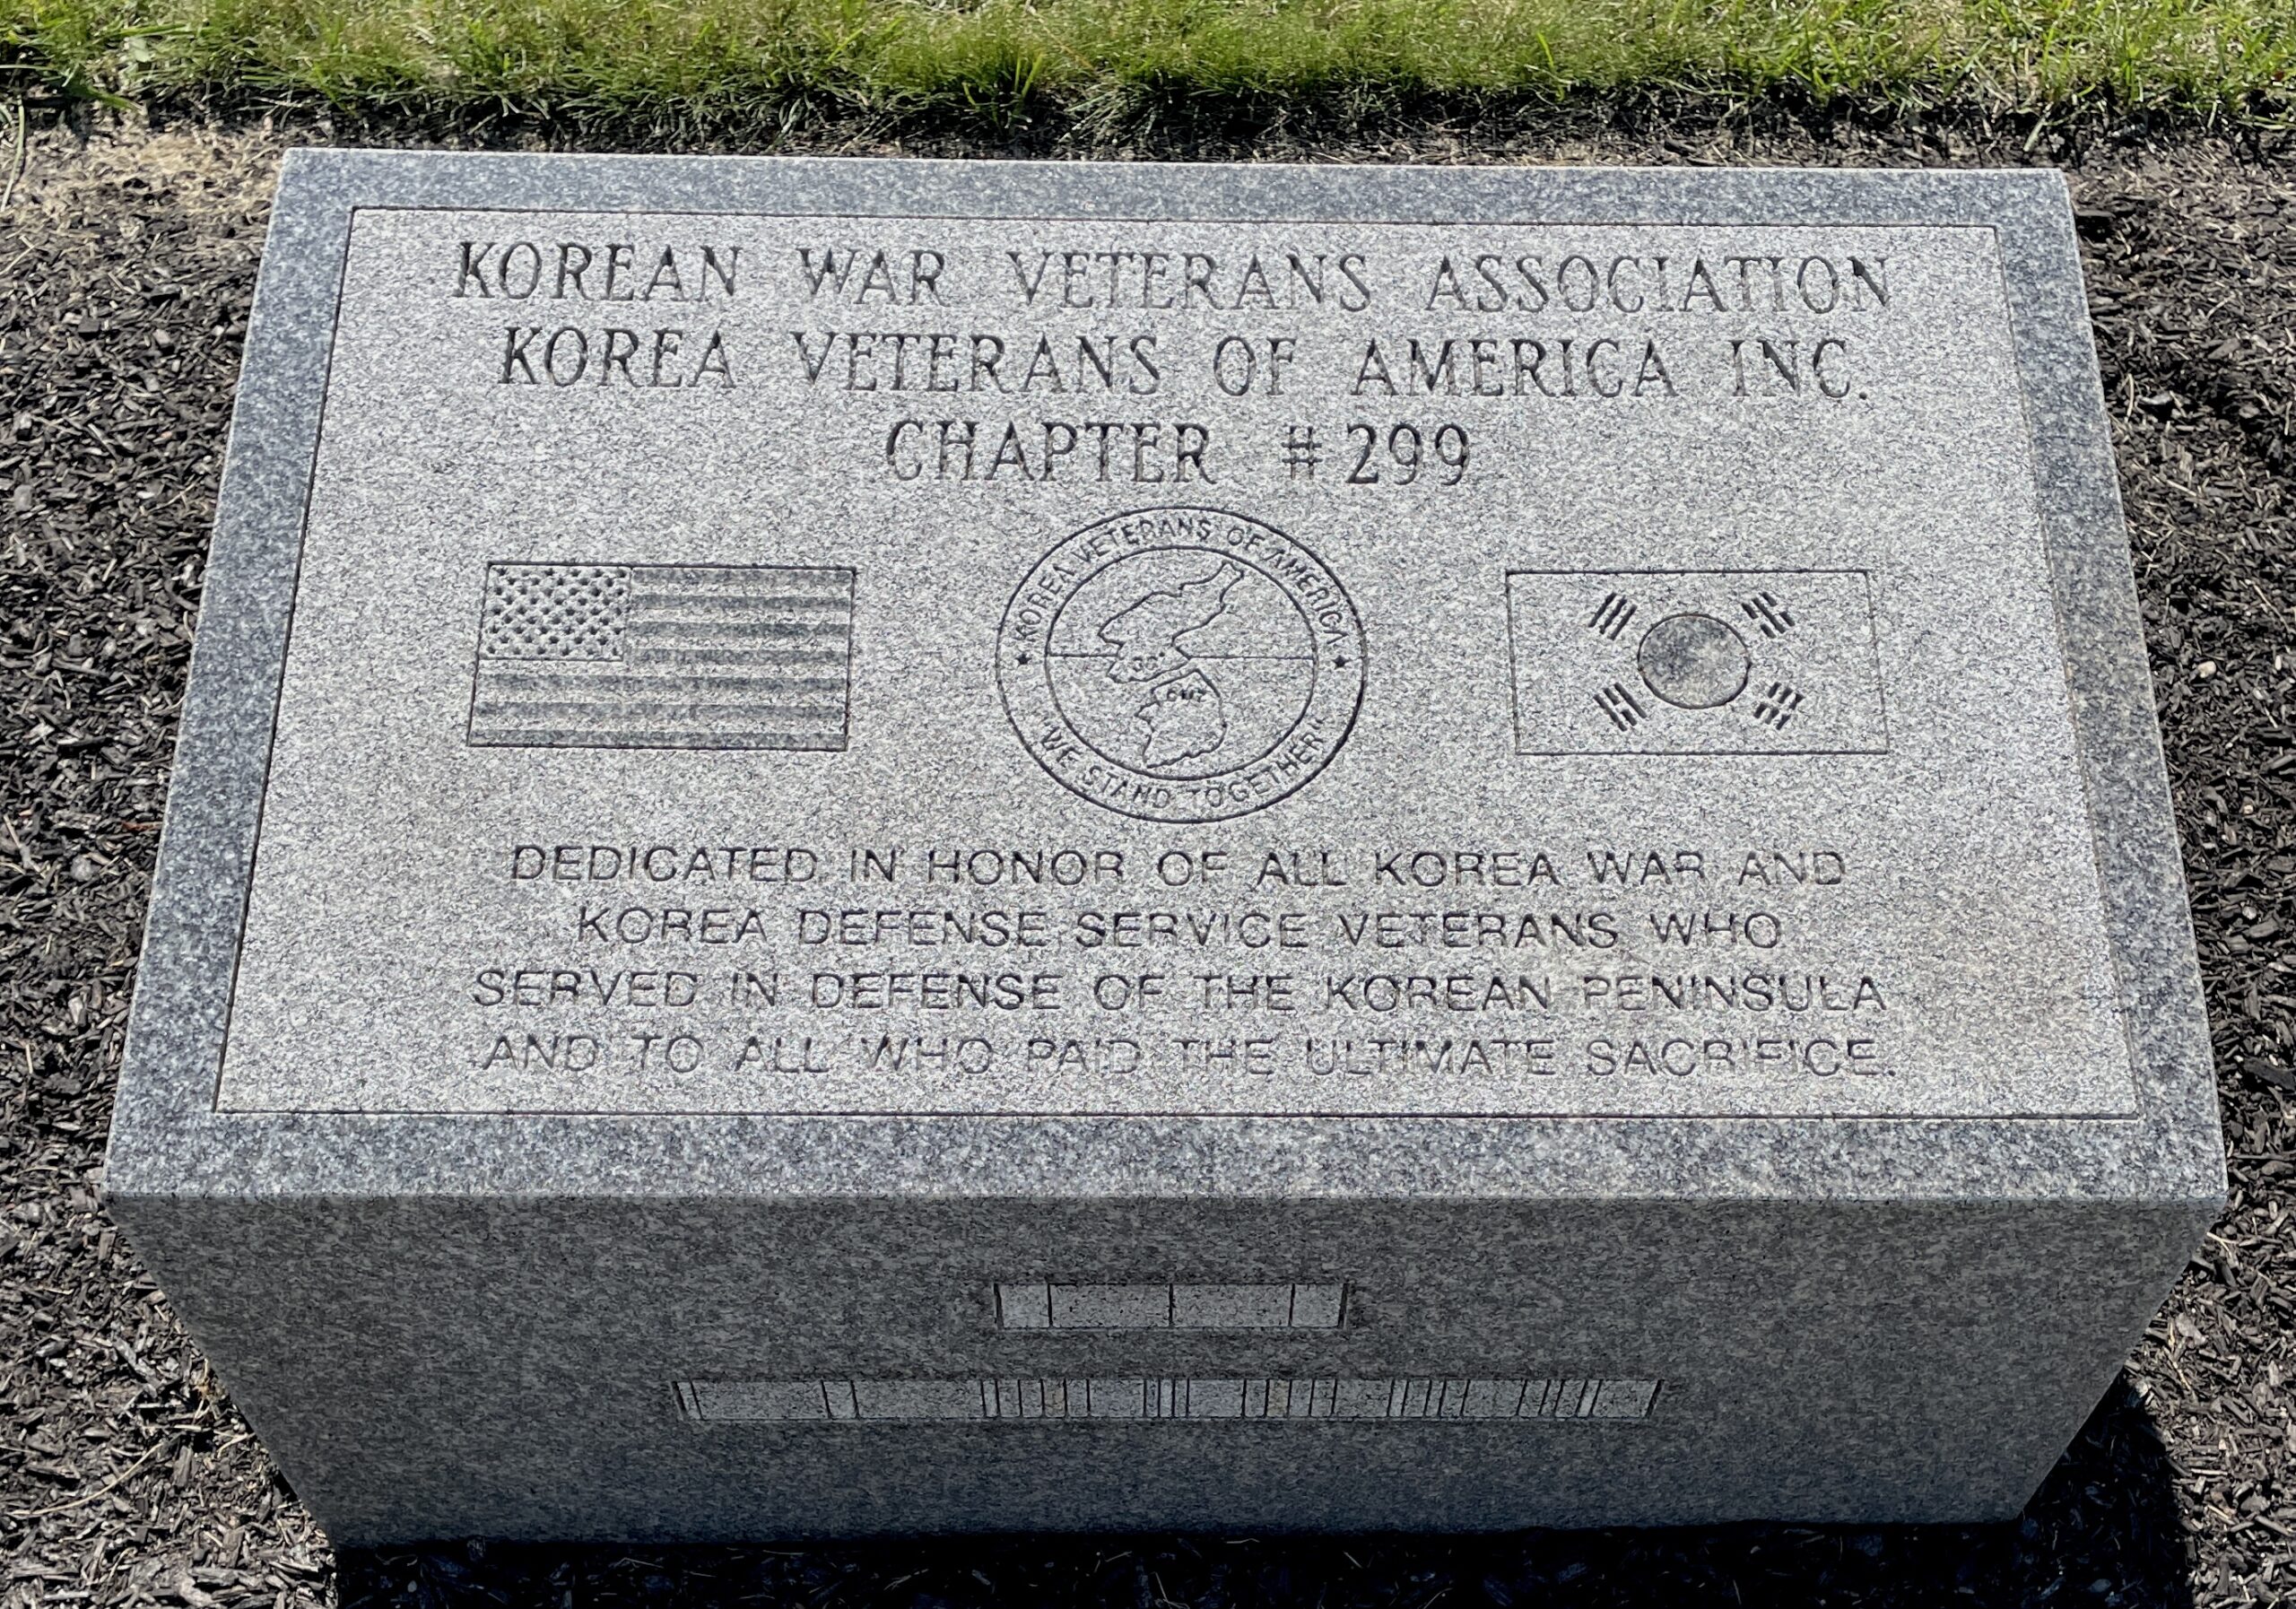 KOREAN WAR VETERANS ASSOCIATION
KOREA VETERANS OF AMERICA INC.
CHAPTER #299
KOREA VETERANS OF AMERICA
38°
DMZ
"WE STAND TOGETHER"
DEDICATED IN HONOR OF ALL KOREA WAR AND
KOREA DEFENSE SERVICE VETERANS WHO
SERVED IN DEFENSE OF THE KOREAN PENINSULA
AND TO ALL WHO PAID THE ULTIMATE SACRIFICE.